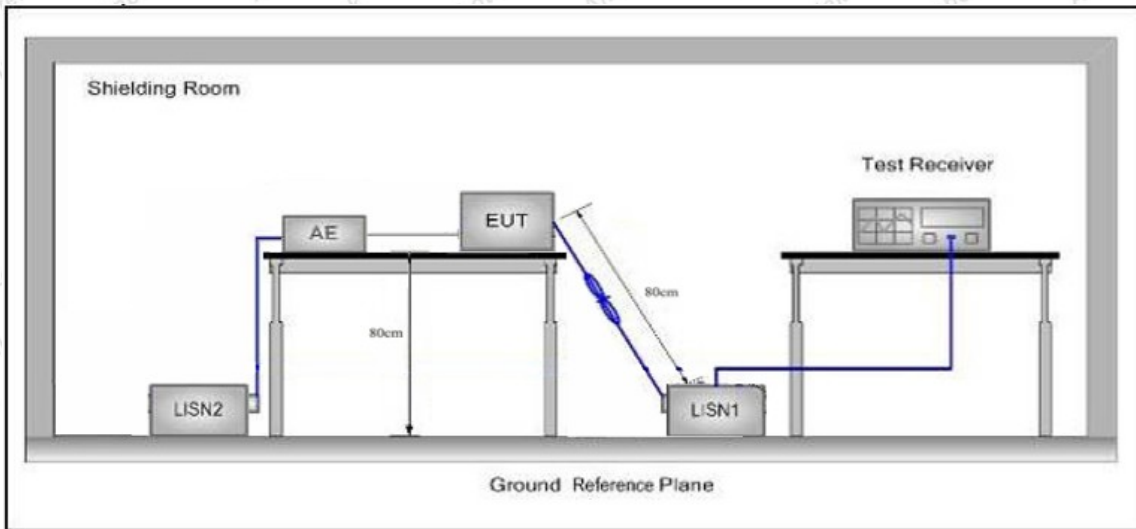 Shielding Room
Test Receiver
EUT
AE
80cm
80cm
LISN2
LISN1
Ground Reference Plane